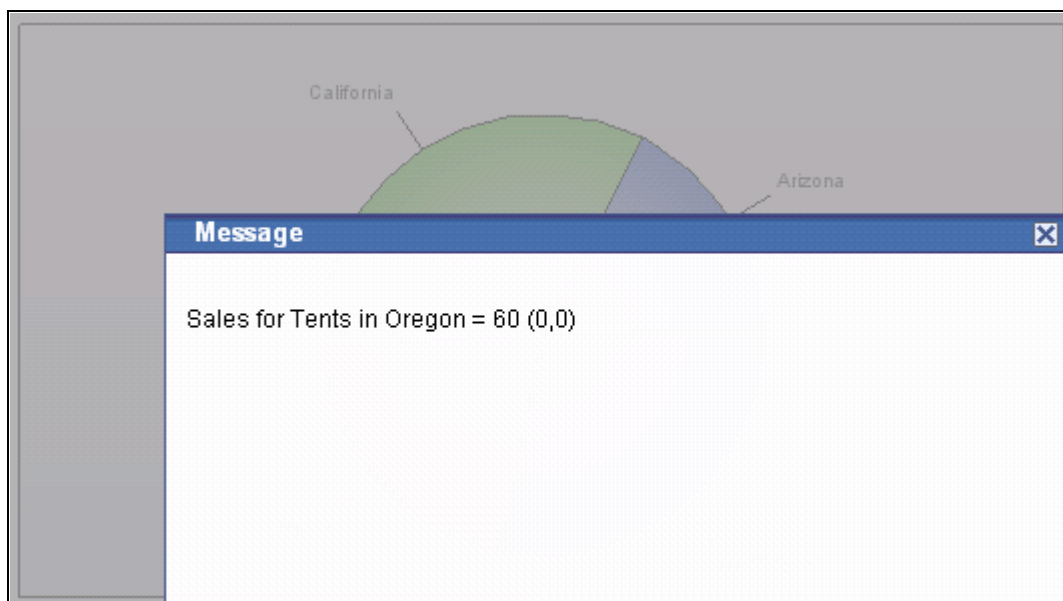 California
Arizona
Message
Sales for Tents in Oregon = 60 (0,0)